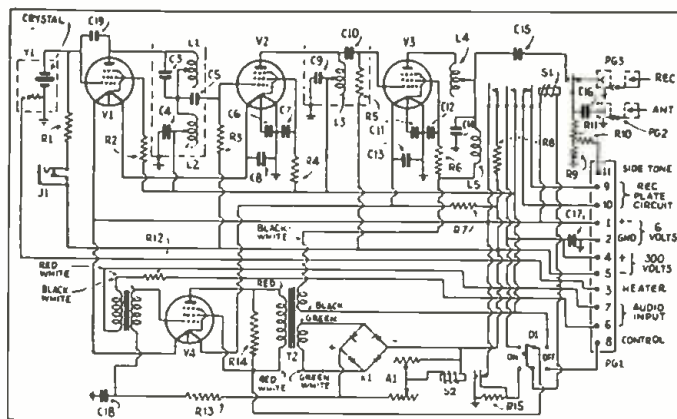 CRYSTAL
C19
Y1
V1
R1
J1
C3
L1
C5
C4
L2
R2
V2
C6
C7
C8
R3
R4
C9
C10
L3
R5
V3
C11
C12
C13
R6
L4
C14
L5
C15
R8
S1
PG3
REC
C16
ANT
R11
R10
PG2
R9
11 SIDE TONE
9 REC
10 PLATE CIRCUIT
1 +- 6
2 GND VOLTS
4 + 300
5 - VOLTS
3 HEATER
7 AUDIO
6 INPUT
8 CONTROL
PG1
C17
R7
BLACK
WHITE
R12
RED
WHITE
BLACK
WHITE
V4
RED
R14
T2
BLACK
GREEN
RED
WHITE
GREEN
WHITE
+
-
A1
S2
D1
ON
OFF
R15
C18
R13